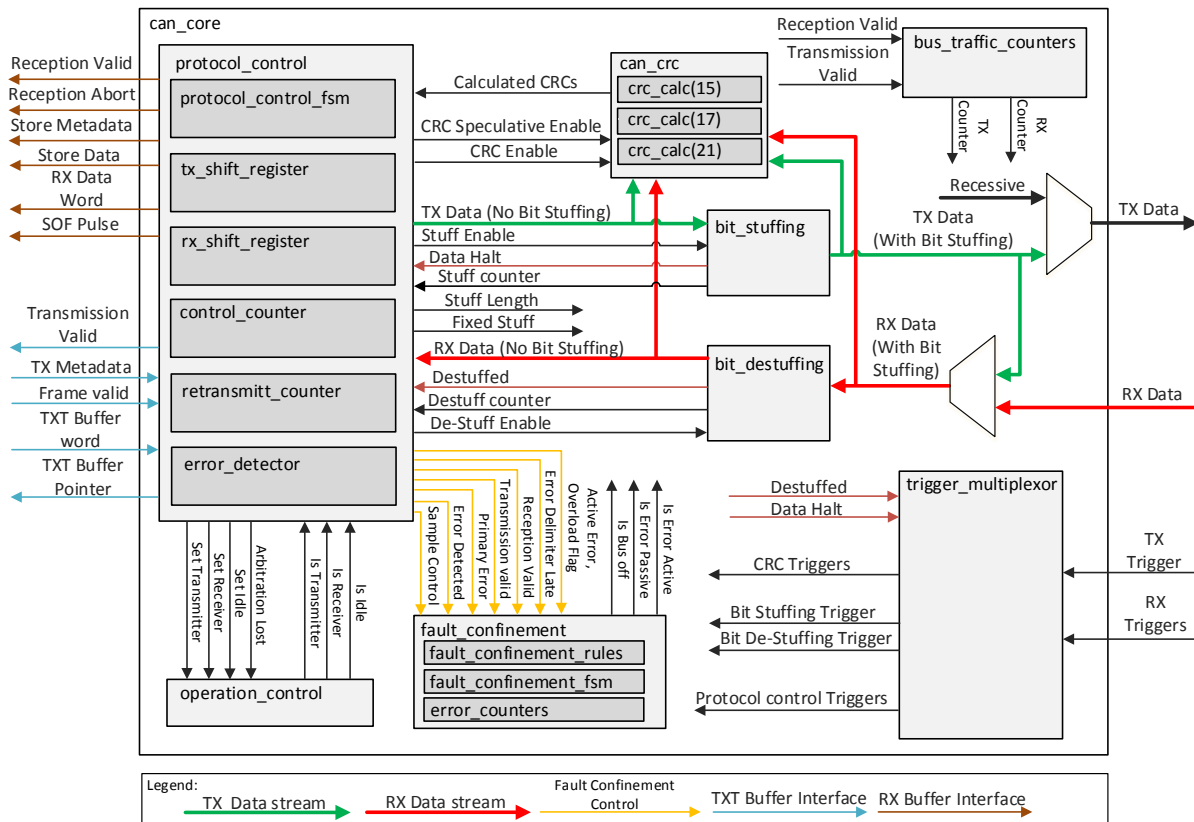 can_core
protocol_control
protocol_control_fsm
tx_shift_register
rx_shift_register
control_counter
retransmitt_counter
error_detector
Reception Valid
Reception Abort
Store Metadata
Store Data
RX Data
Word
SOF Pulse
Transmission
Valid
TX Metadata
Frame valid
TXT Buffer
word
TXT Buffer
Pointer
Calculated CRCs
CRC Speculative Enable
CRC Enable
can_crc
crc_calc(15)
crc_calc(17)
crc_calc(21)
Reception Valid
Transmission
Valid
bus_traffic_counters
TX
Counter
RX
Counter
Recessive
TX Data
TX Data
(With Bit Stuffing)
TX Data (No Bit Stuffing)
Stuff Enable
Data Halt
Stuff counter
bit_stuffing
Stuff Length
Fixed Stuff
RX Data (No Bit Stuffing)
Destuffed
Destuff counter
De-Stuff Enable
bit_destuffing
RX Data
(With Bit
Stuffing)
RX Data
Set Transmitter
Set Receiver
Set Idle
Arbitration Lost
Is Transmitter
Is Receiver
Is Idle
operation_control
Sample Control
Error Detected
Primary Error
Transmission valid
Reception Valid
Error Delimiter Late
Active Error,
Overload Flag
Is Bus off
Is Error Passive
Is Error Active
fault_confinement
fault_confinement_rules
fault_confinement_fsm
error_counters
trigger_multiplexor
Destuffed
Data Halt
CRC Triggers
Bit Stuffing Trigger
Bit De-Stuffing Trigger
Protocol control Triggers
TX
Trigger
RX
Triggers
Legend:
TX Data stream
RX Data stream
Fault Confinement
Control
TXT Buffer Interface
RX Buffer Interface